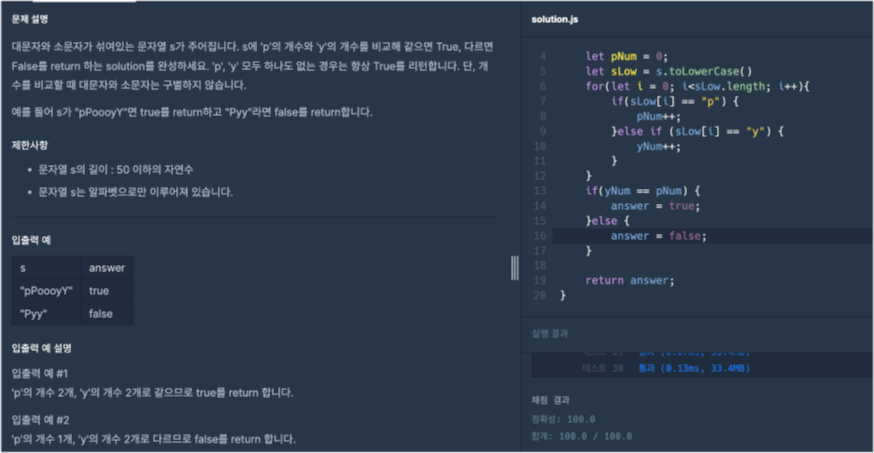 문제 설명
대문자와 소문자가 섞여있는 문자열 s가 주어집니다. s에 'p'의 개수와 'y'의 개수를 비교해 같으면 True, 다르면
False를 return 하는 solution를 완성하세요. 'p', 'y' 모두 하나도 없는 경우는 항상 True를 리턴합니다. 단, 개
수를 비교할 때 대문자와 소문자는 구별하지 않습니다.
예를 들어 s가 "pPoooyY"면 true를 return하고 "Pyy"라면 false를 return합니다.
제한사항
• 문자열 s의 길이 : 50 이하의 자연수
• 문자열 s는 알파벳으로만 이루어져 있습니다.
입출력 예
s answer
"pPoooyY" true
"Pyy" false
입출력 예 설명
입출력 예 #1
'p'의 개수 2개, 'y'의 개수 2개로 같으므로 true를 return 합니다.
입출력 예 #2
'p'의 개수 1개, 'y'의 개수 2개로 다르므로 false를 return 합니다.
solution.js
4 let pNum = 0;
5 let sLow = s.toLowerCase()
6 for(let i = 0; i<sLow.length; i++){
7 if(sLow[i] == "p") {
8 pNum++;
9 }else if (sLow[i] == "y") {
10 yNum++;
11 }
12 }
13 if(yNum == pNum) {
14 answer = true;
15 }else {
16 answer = false;
17 }
18
19 return answer;
20 }
실행 결과
테스트 30 통과 (0.13ms, 33.4MB)
채점 결과
정확성: 100.0
합계: 100.0 / 100.0